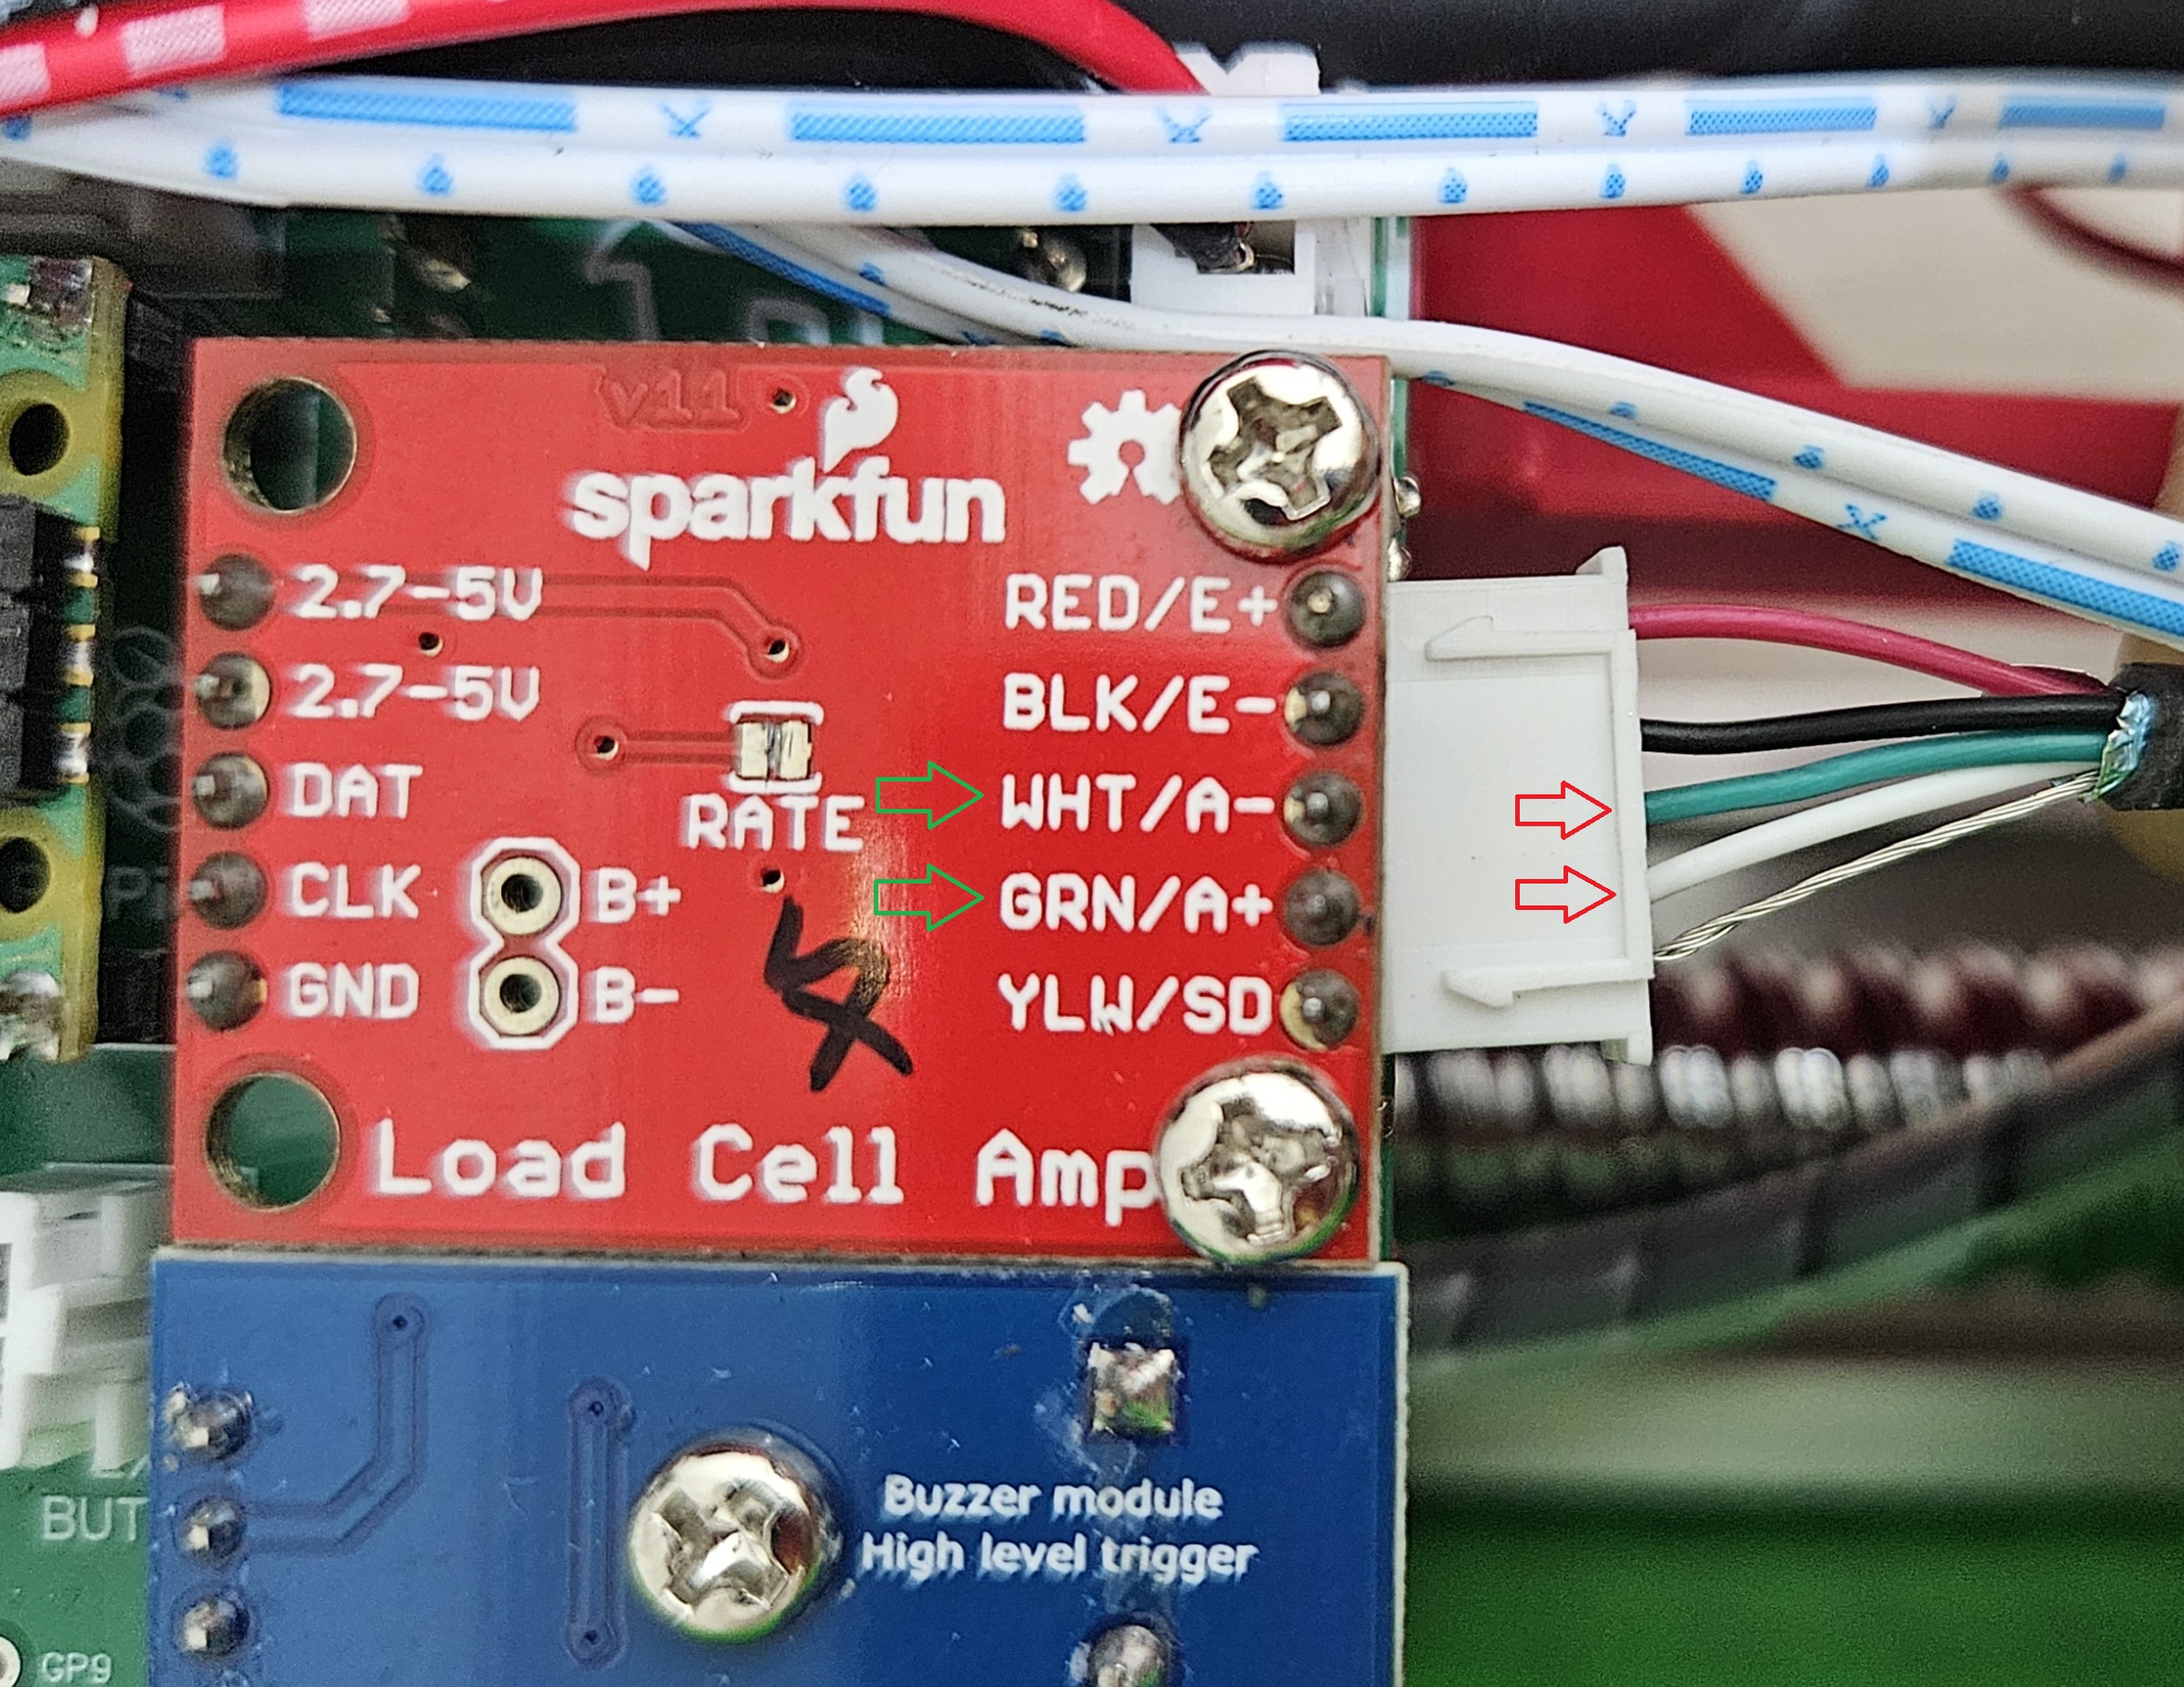 v11
sparkfun
2.7-5V
RED/E+
2.7-5V
BLK/E-
DAT
RATE
WHT/A-
CLK
B+
GRN/A+
GND
B-
YLW/SD
Load Cell Amp
Buzzer module
High level trigger
BUT
GP9